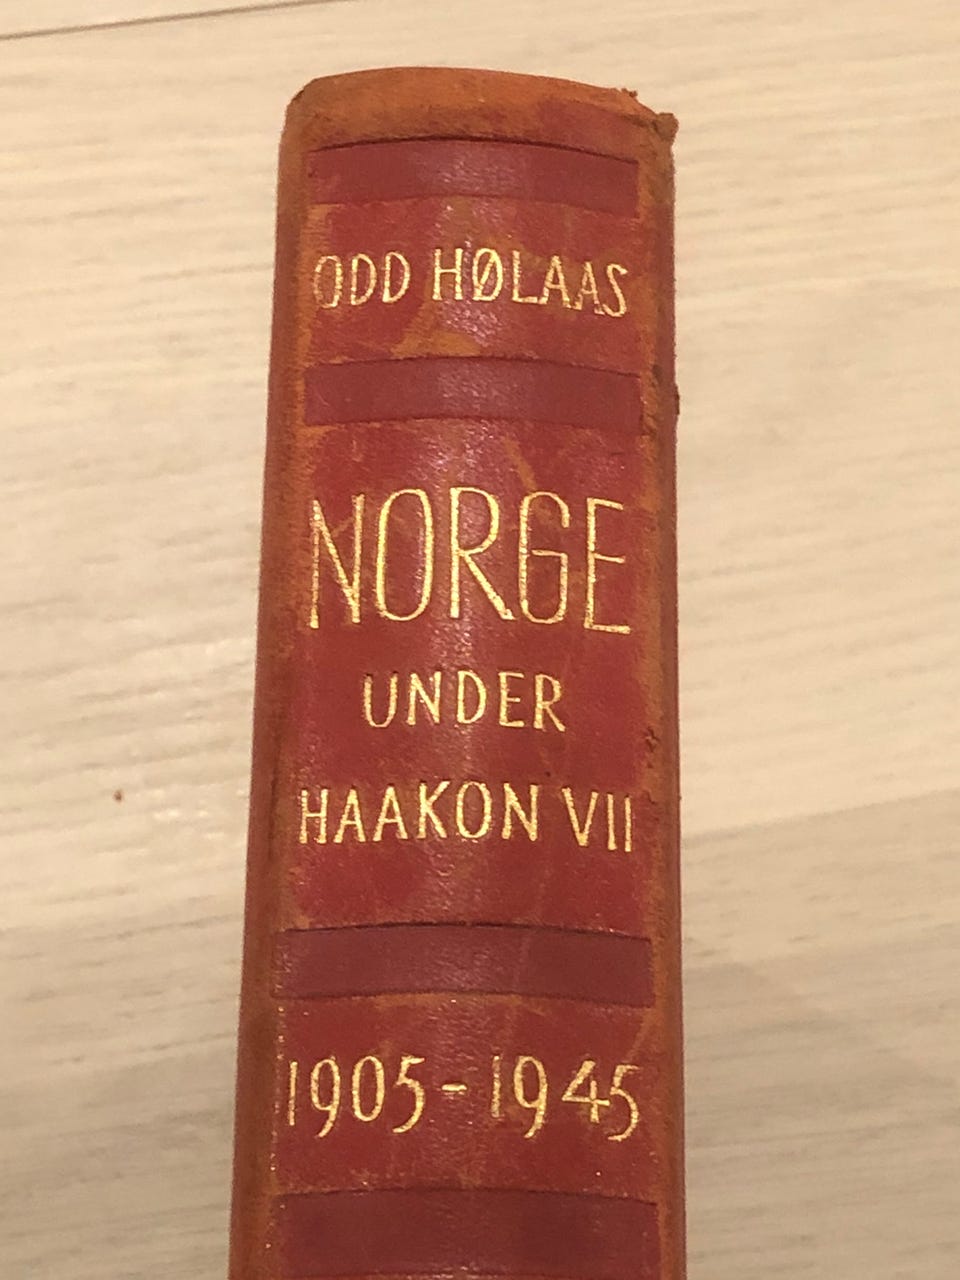 ODD HØLAAS
NORGE
UNDER
HAAKON VII
1905-1945